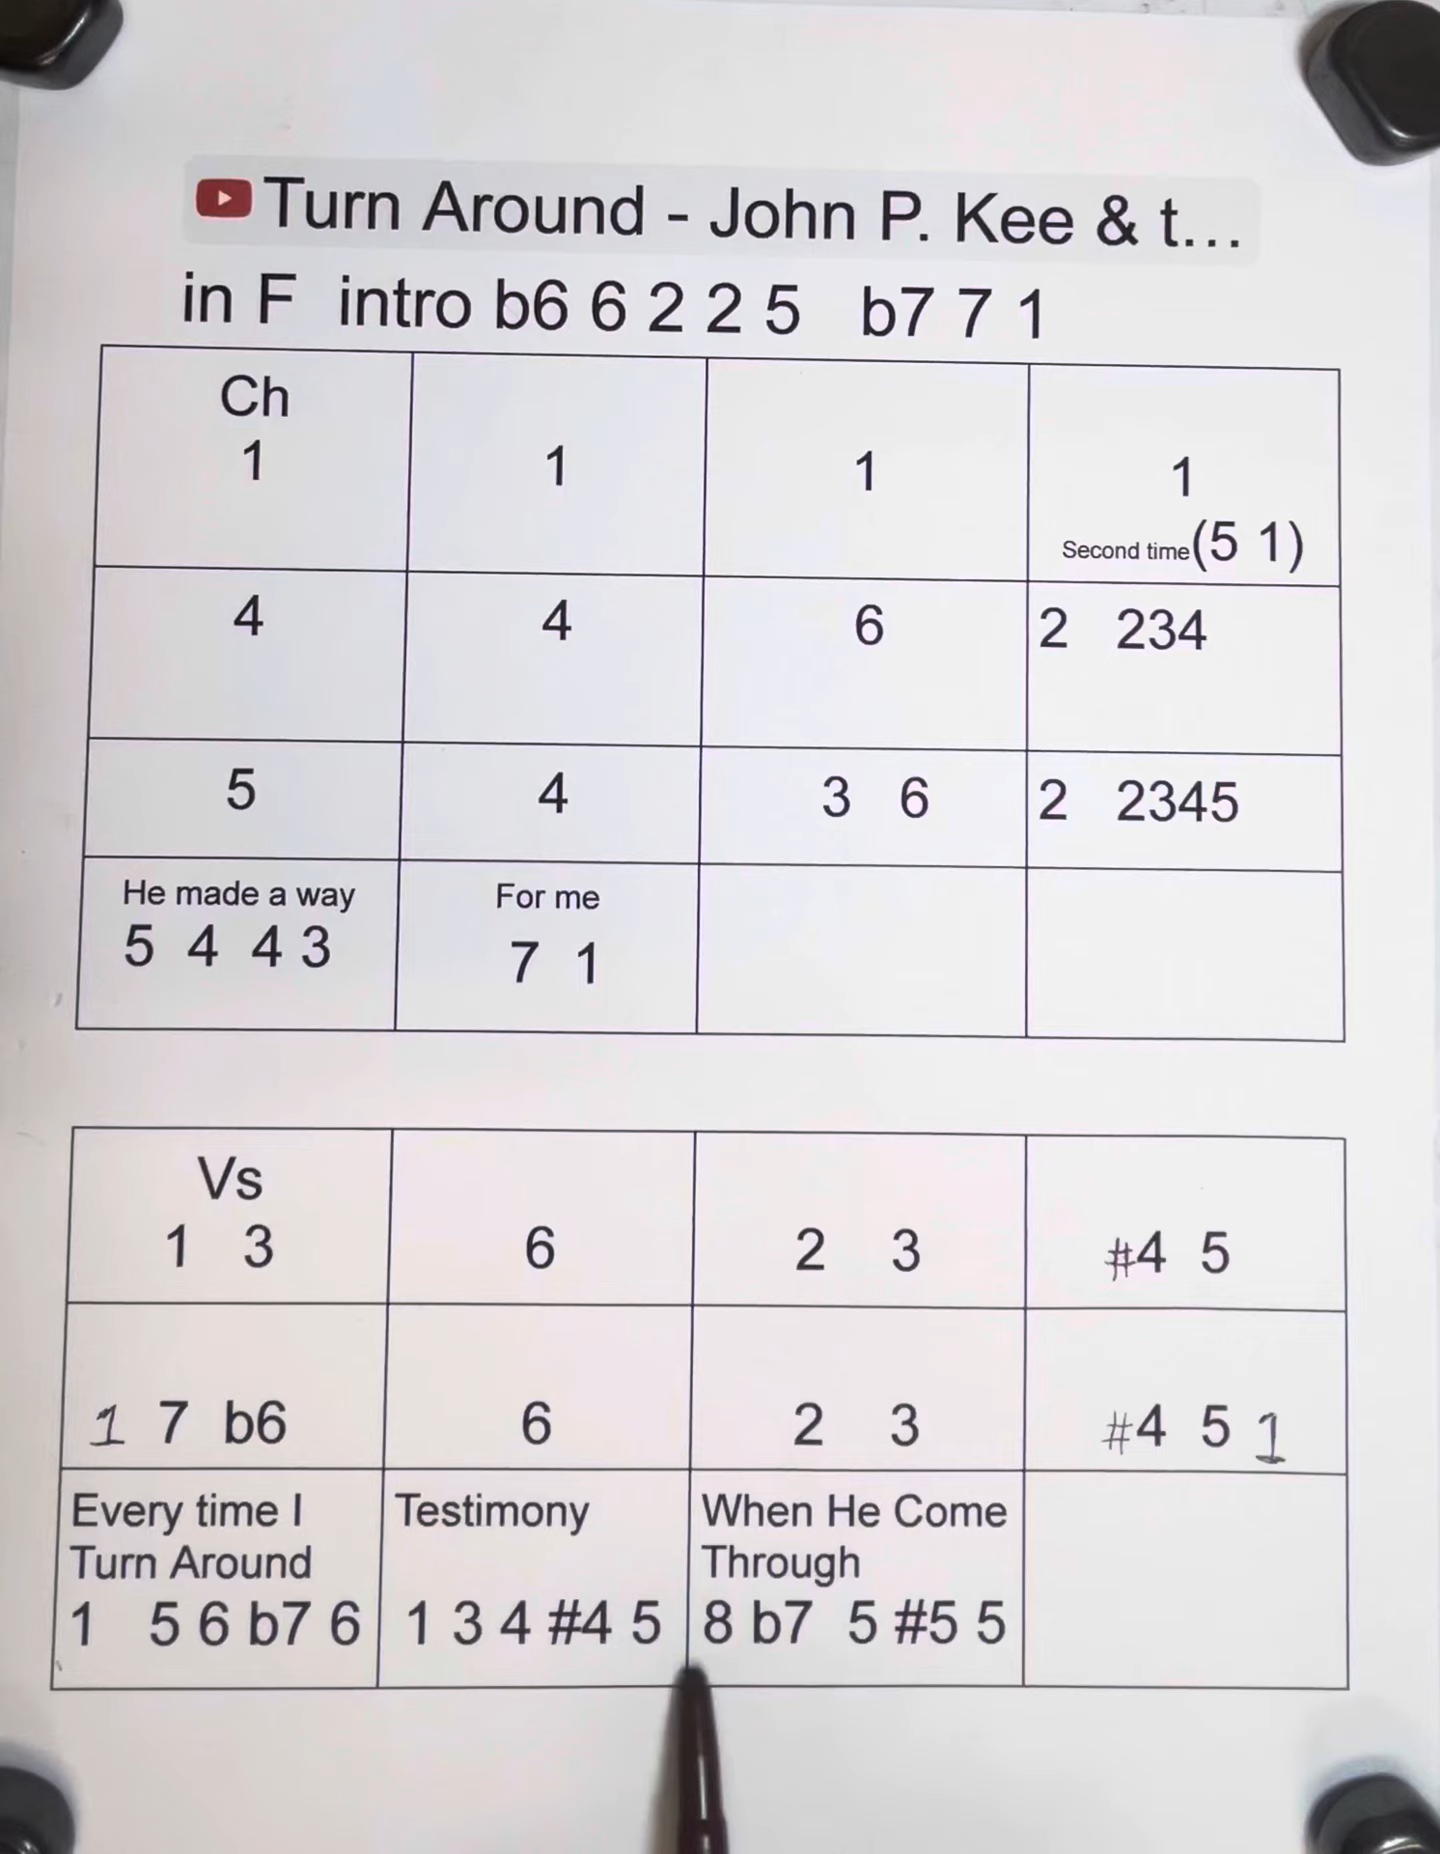 Turn Around - John P. Kee & t...
in F intro b6 6 2 2 5 b7 7 1
Ch
1 1 1 1
Second time (5 1)
4 4 6 2 234
5 4 3 6 2 2345
He made a way For me
5 4 4 3 7 1
Vs
1 3 6 2 3 #4 5
1 7 b6 6 2 3 #4 5 1
Every time I Testimony When He Come
Turn Around Through
1 5 6 b7 6 1 3 4 #4 5 8 b7 5 #5 5